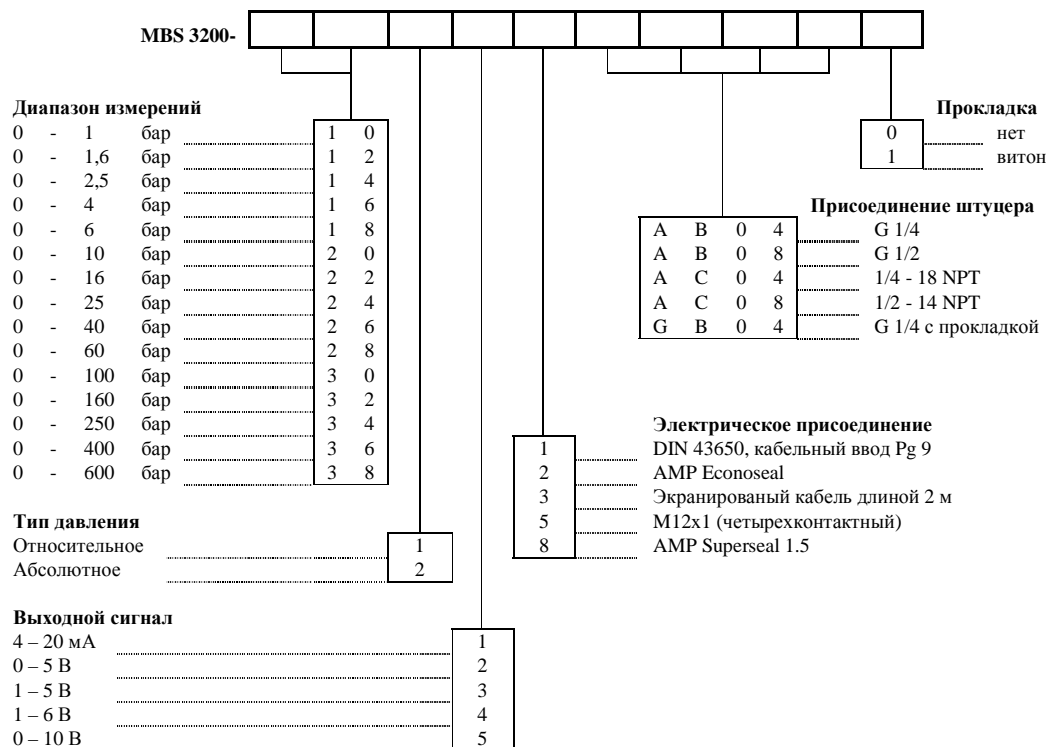 MBS 3200-
Диапазон измерений
Прокладка
0 - 1 бар 1 0
0 нет
0 - 1,6 бар 1 2
1 витон
0 - 2,5 бар 1 4
0 - 4 бар 1 6
Присоединение штуцера
0 - 6 бар 1 8
A B 0 4 G 1/4
0 - 10 бар 2 0
A B 0 8 G 1/2
0 - 16 бар 2 2
A C 0 4 1/4 - 18 NPT
0 - 25 бар 2 4
A C 0 8 1/2 - 14 NPT
0 - 40 бар 2 6
G B 0 4 G 1/4 с прокладкой
0 - 60 бар 2 8
0 - 100 бар 3 0
0 - 160 бар 3 2
0 - 250 бар 3 4
Электрическое присоединение
0 - 400 бар 3 6
1 DIN 43650, кабельный ввод Pg 9
0 - 600 бар 3 8
2 AMP Econoseal
3 Экранированый кабель длиной 2 м
Тип давления
5 M12x1 (четырехконтактный)
Относительное 1
8 AMP Superseal 1.5
Абсолютное 2
Выходной сигнал
4 – 20 мА 1
0 – 5 В 2
1 – 5 В 3
1 – 6 В 4
0 – 10 В 5